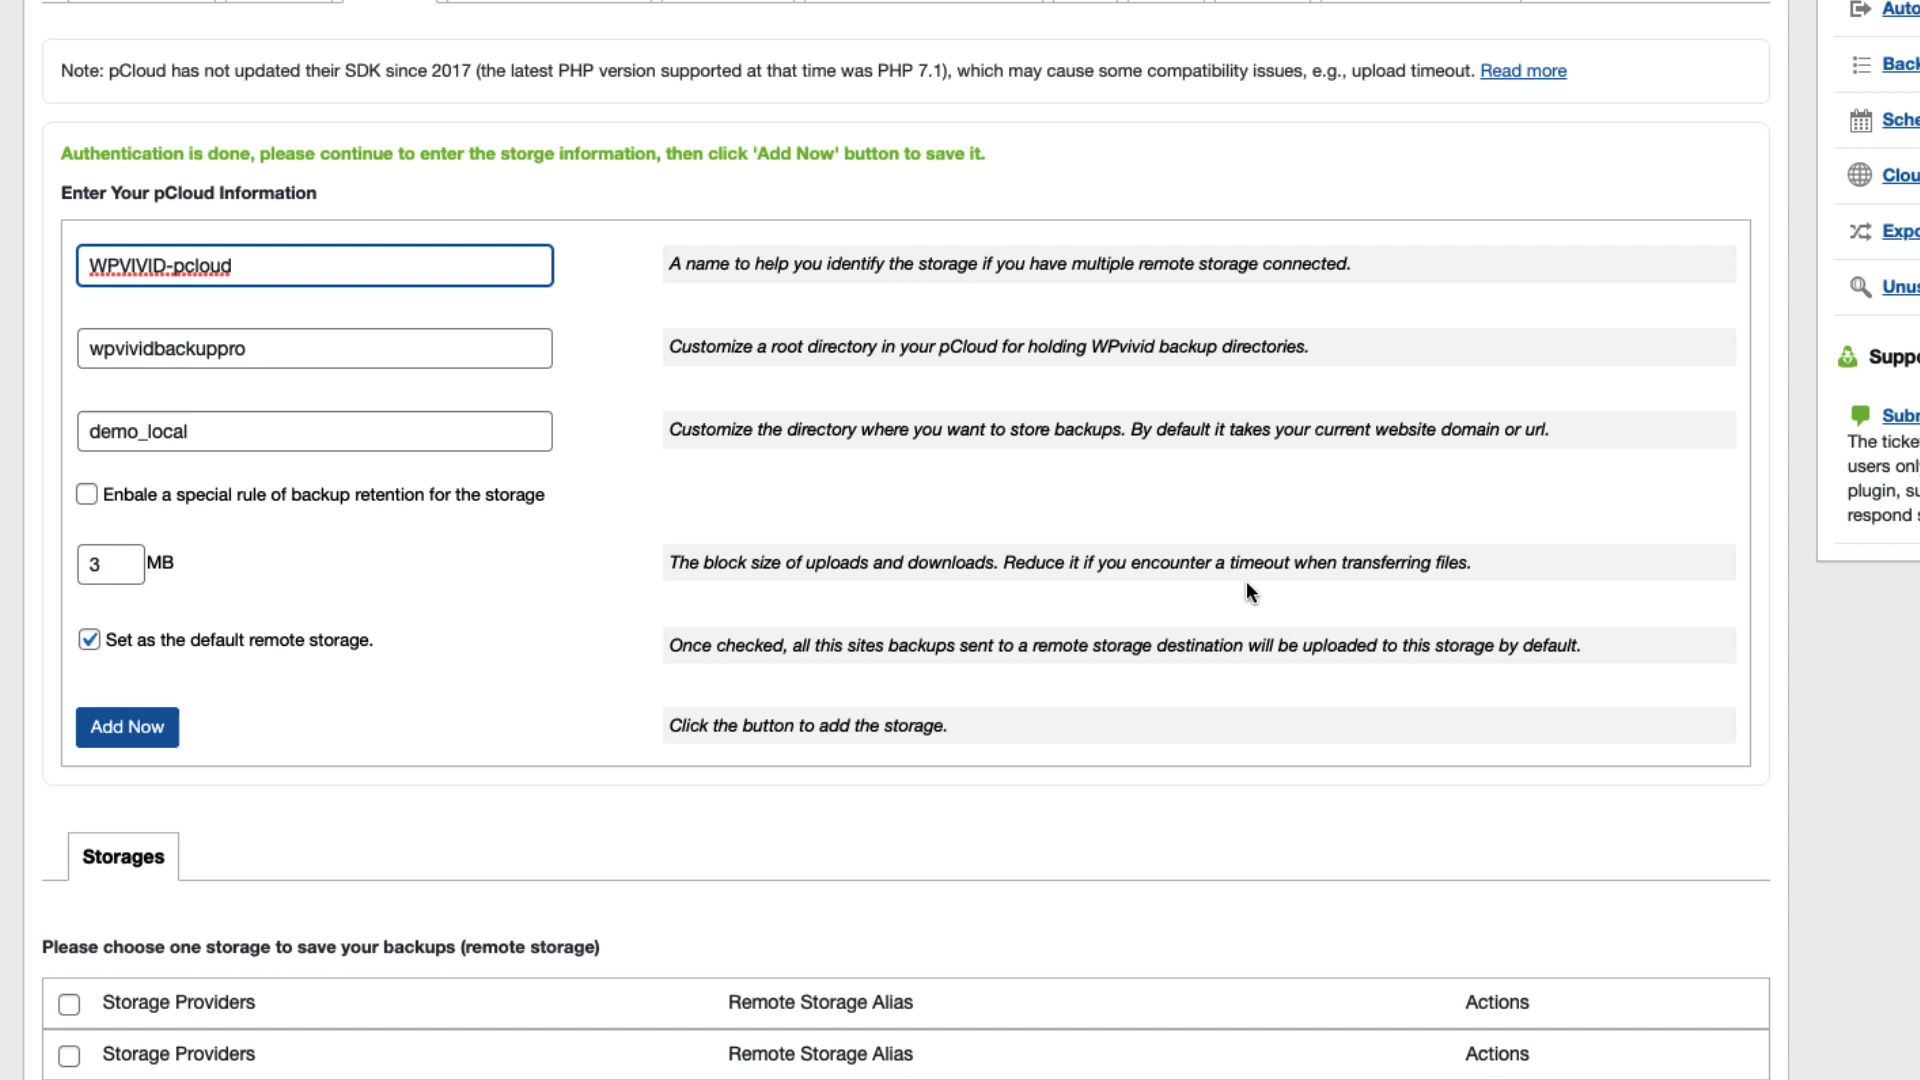 Note: pCloud has not updated their SDK since 2017 (the latest PHP version supported at that time was PHP 7.1), which may cause some compatibility issues, e.g., upload timeout. Read more
Authentication is done, please continue to enter the storge information, then click 'Add Now' button to save it.
Enter Your pCloud Information
WPVIVID-pcloud
A name to help you identify the storage if you have multiple remote storage connected.
wpvividbackuppro
Customize a root directory in your pCloud for holding WPvivid backup directories.
demo_local
Customize the directory where you want to store backups. By default it takes your current website domain or url.
Enbale a special rule of backup retention for the storage
3 MB
The block size of uploads and downloads. Reduce it if you encounter a timeout when transferring files.
Set as the default remote storage.
Once checked, all this sites backups sent to a remote storage destination will be uploaded to this storage by default.
Add Now
Click the button to add the storage.
Storages
Please choose one storage to save your backups (remote storage)
Storage Providers Remote Storage Alias Actions
Storage Providers Remote Storage Alias Actions
Auto
Back
Sche
Clou
Expo
Unus
Suppo
Subn
The ticke
users onl
plugin, su
respond s